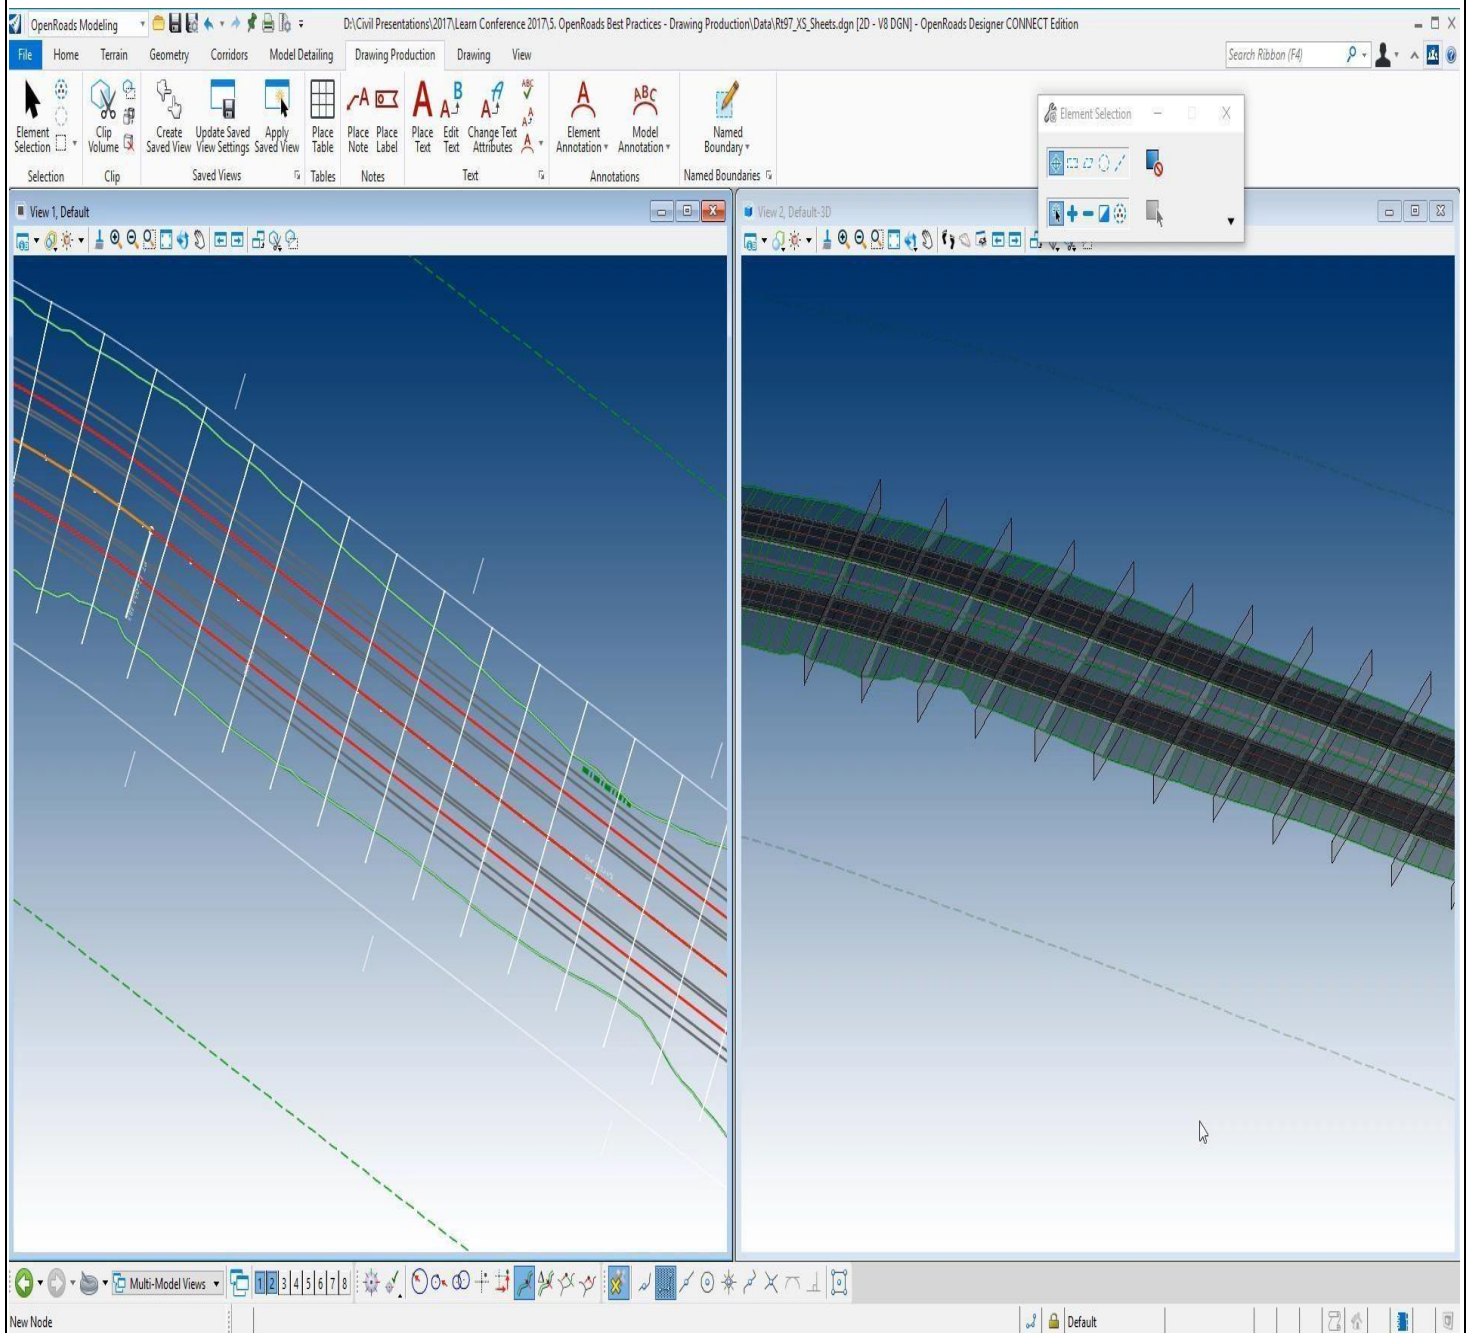 OpenRoads Modeling D:\Civil Presentations\2017\Learn Conference 2017\5. OpenRoads Best Practices - Drawing Production\Data\Rt97_XS_Sheets.dgn [2D - V8 DGN] - OpenRoads Designer CONNECT Edition
File Home Terrain Geometry Corridors Model Detailing Drawing Production Drawing View Search Ribbon (F4)
Element Selection
Clip Volume
Create Saved View
Update Saved View Settings
Apply Saved View
Place Table
Place Note
Place Label
Place Text
Edit Text
Change Text Attributes
Element Annotation
Model Annotation
Named Boundary
Selection Clip Saved Views Tables Notes Text Annotations Named Boundaries
Element Selection
View 1, Default
View 2, Default-3D
Multi-Model Views 1 2 3 4 5 6 7 8
New Node Default